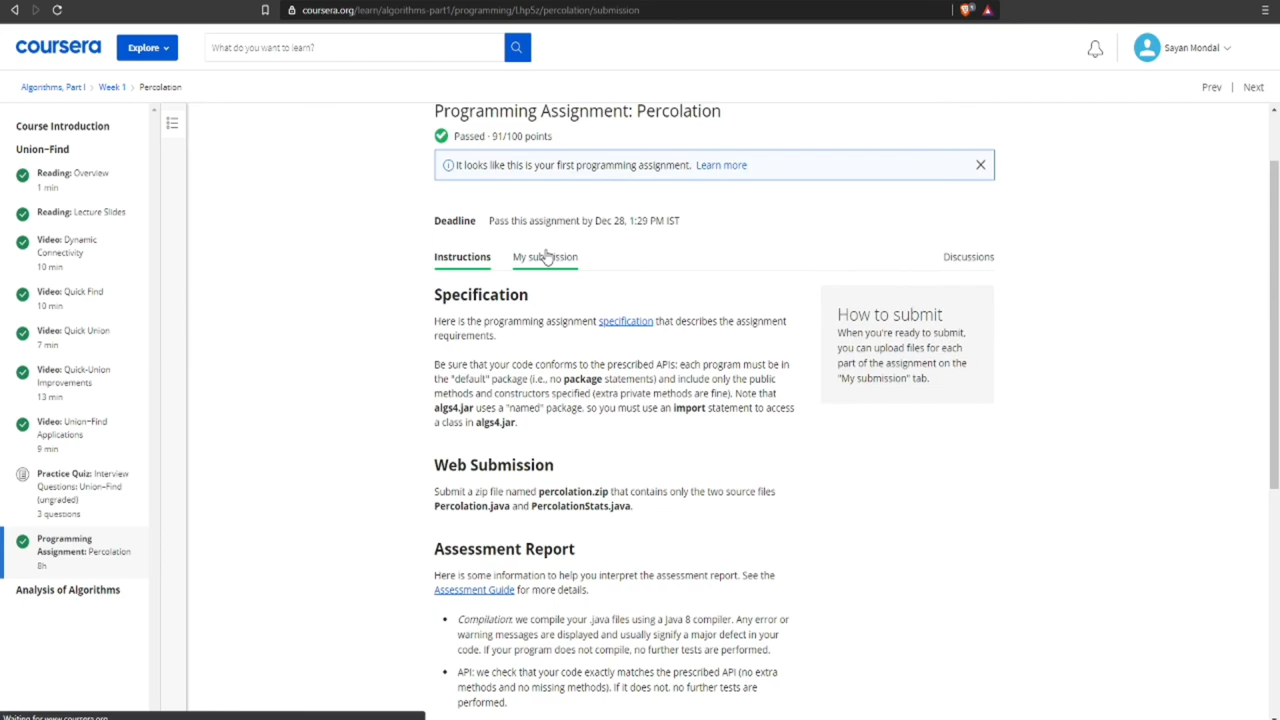 coursera.org/learn/algorithms-part1/programming/Lhp5z/percolation/submission
coursera
Explore
What do you want to learn?
Sayan Mondal
Algorithms, Part I > Week 1 > Percolation
Prev | Next
Course Introduction
Union–Find
Reading: Overview
1 min
Reading: Lecture Slides
Video: Dynamic
Connectivity
10 min
Video: Quick Find
10 min
Video: Quick Union
7 min
Video: Quick-Union
Improvements
13 min
Video: Union–Find
Applications
9 min
Practice Quiz: Interview
Questions: Union–Find
(ungraded)
3 questions
Programming
Assignment: Percolation
8h
Analysis of Algorithms
Programming Assignment: Percolation
Passed · 91/100 points
It looks like this is your first programming assignment. Learn more
Deadline Pass this assignment by Dec 28, 1:29 PM IST
Instructions My submission Discussions
Specification
Here is the programming assignment specification that describes the assignment
requirements.
Be sure that your code conforms to the prescribed APIs: each program must be in
the "default" package (i.e., no package statements) and include only the public
methods and constructors specified (extra private methods are fine). Note that
algs4.jar uses a "named" package, so you must use an import statement to access
a class in algs4.jar.
Web Submission
Submit a zip file named percolation.zip that contains only the two source files
Percolation.java and PercolationStats.java.
Assessment Report
Here is some information to help you interpret the assessment report. See the
Assessment Guide for more details.
• Compilation: we compile your .java files using a Java 8 compiler. Any error or
warning messages are displayed and usually signify a major defect in your
code. If your program does not compile, no further tests are performed.
• API: we check that your code exactly matches the prescribed API (no extra
methods and no missing methods). If it does not, no further tests are
performed.
How to submit
When you're ready to submit,
you can upload files for each
part of the assignment on the
"My submission" tab.
Waiting for www.coursera.org